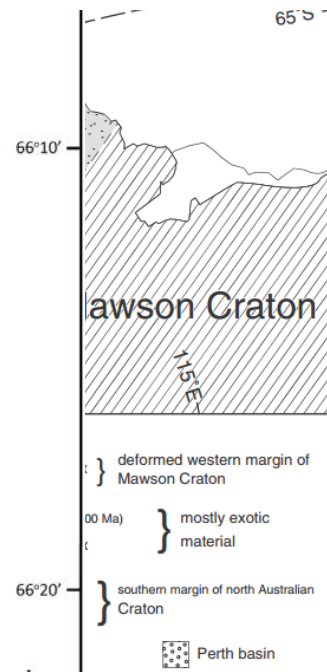 65°S
66°10'
lawson Craton
115°E
deformed western margin of
Mawson Craton
00 Ma)
mostly exotic
material
66°20'
southern margin of north Australian
Craton
Perth basin